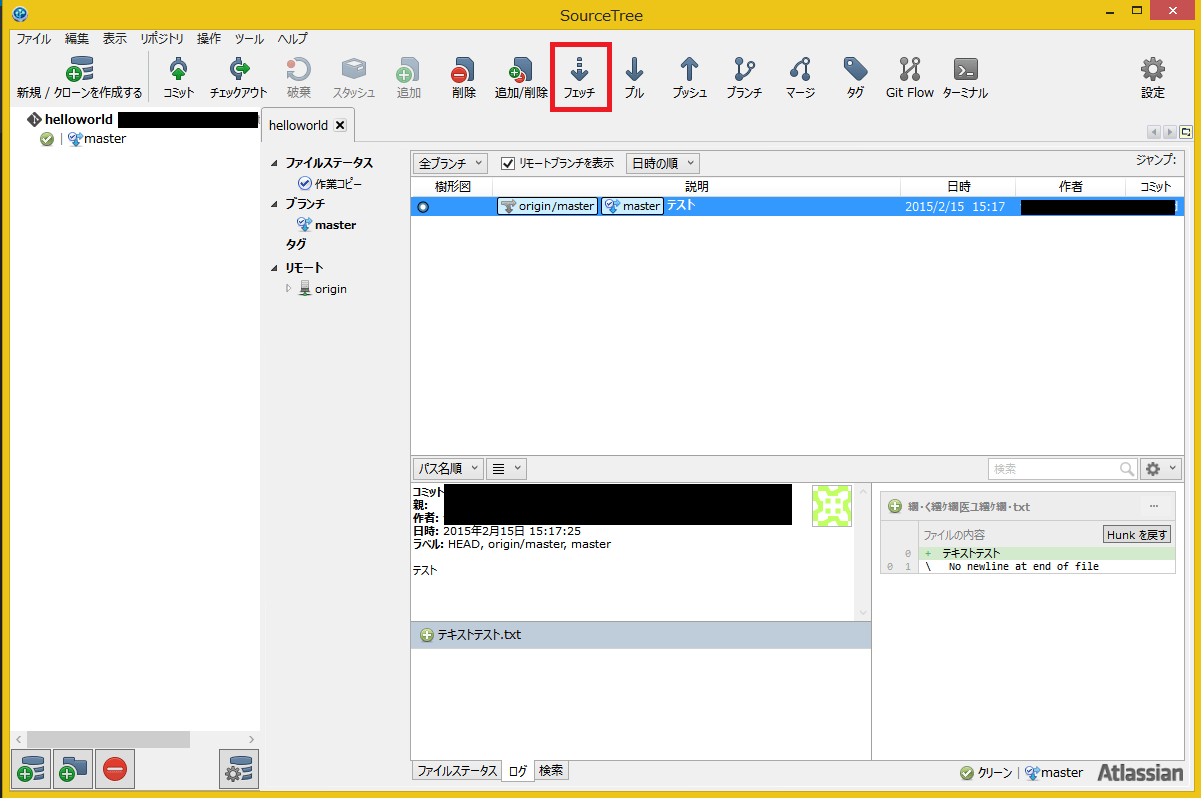 SourceTree
ファイル 編集 表示 リポジトリ 操作 ツール ヘルプ
新規 / クローンを作成する コミット チェックアウト 破棄 スタッシュ 追加 削除 追加/削除 フェッチ プル プッシュ ブランチ マージ タグ Git Flow ターミナル 設定
helloworld
master
helloworld
ファイルステータス
作業コピー
ブランチ
master
タグ
リモート
origin
全ブランチ リモートブランチを表示 日時の順 ジャンプ:
樹形図 説明 日時 作者 コミット
origin/master master テスト 2015/2/15 15:17
パス名順 検索
コミット
親:
作者:
日時: 2015年2月15日 15:17:25
ラベル: HEAD, origin/master, master
テスト
テキストテスト.txt
ファイルの内容 Hunk を戻す
0 + テキストテスト
0 1 \ No newline at end of file
ファイルステータス ログ 検索
クリーン | master Atlassian